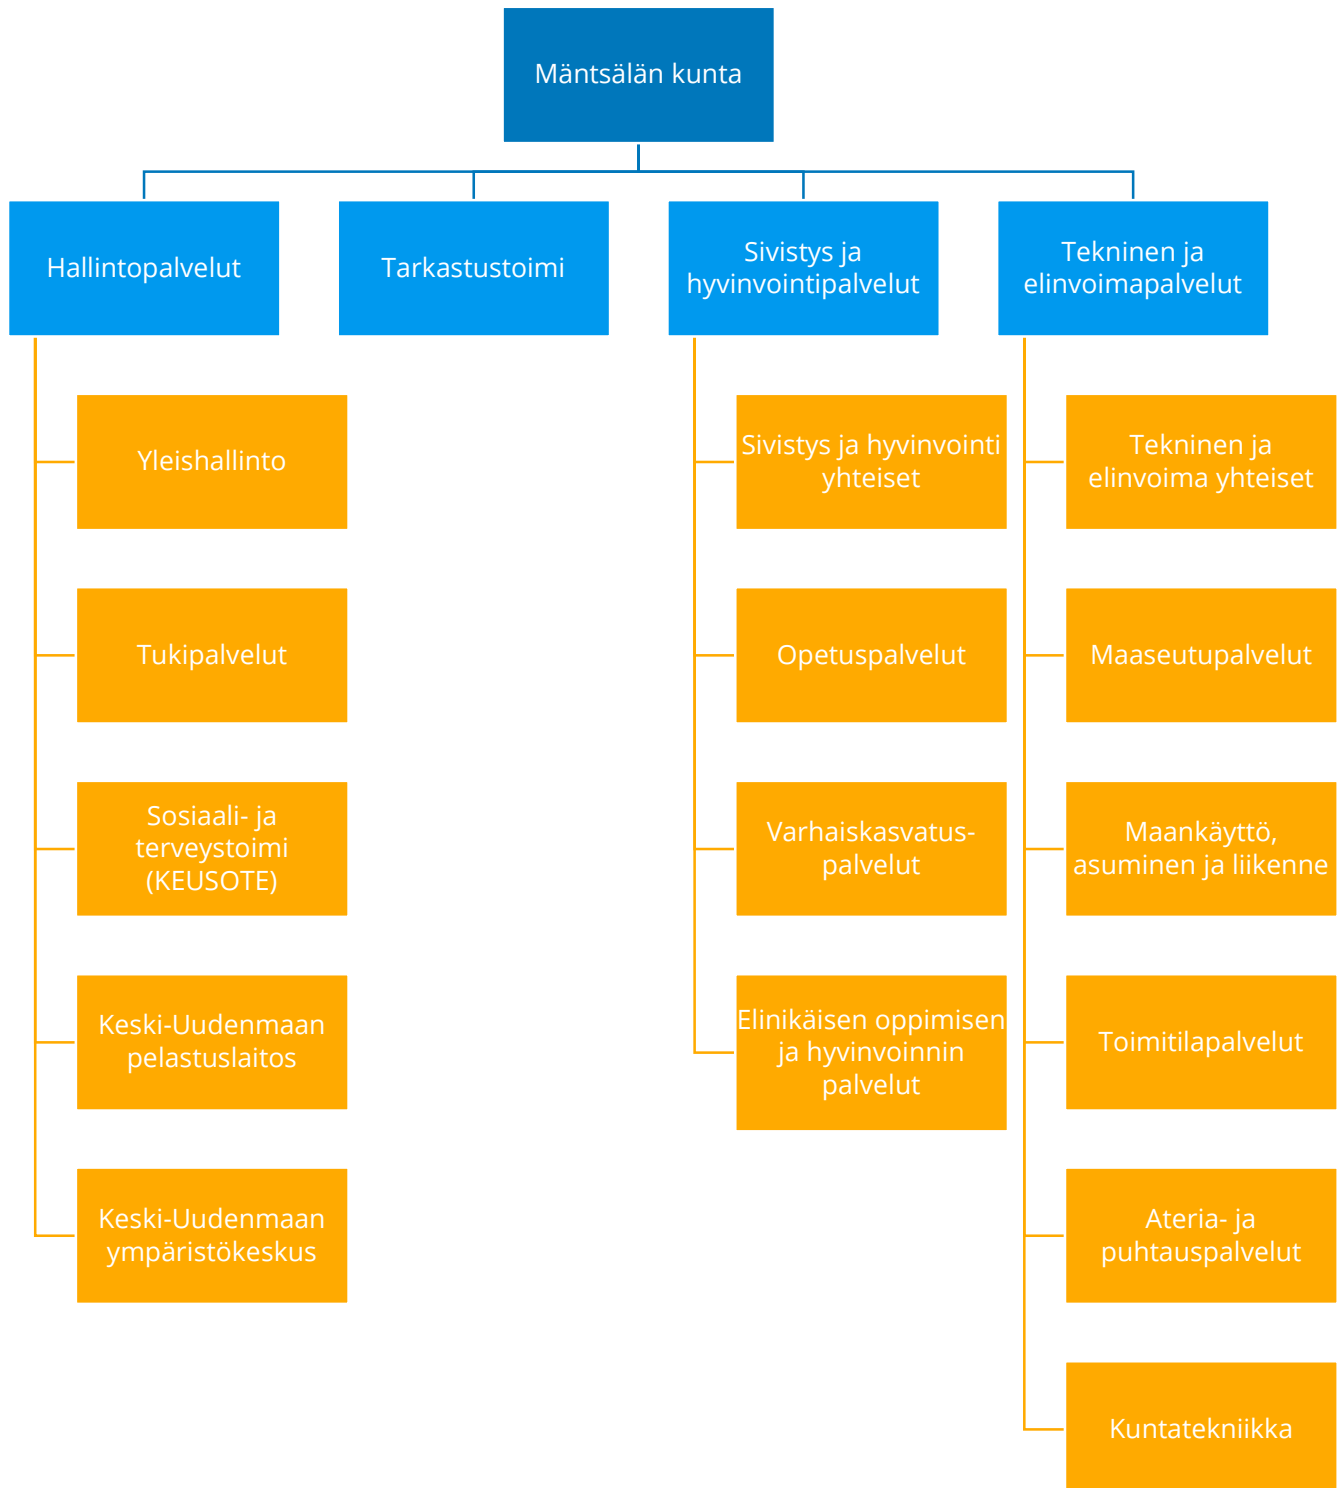 Mäntsälän kunta
Hallintopalvelut
Tarkastustoimi
Sivistys ja
hyvinvointipalvelut
Tekninen ja
elinvoimapalvelut
Yleishallinto
Tukipalvelut
Sosiaali- ja
terveystoimi
(KEUSOTE)
Keski-Uudenmaan
pelastuslaitos
Keski-Uudenmaan
ympäristökeskus
Sivistys ja hyvinvointi
yhteiset
Opetuspalvelut
Varhaiskasvatus-
palvelut
Elinikäisen oppimisen
ja hyvinvoinnin
palvelut
Tekninen ja
elinvoima yhteiset
Maaseutupalvelut
Maankäyttö,
asuminen ja liikenne
Toimitilapalvelut
Ateria- ja
puhtauspalvelut
Kuntatekniikka